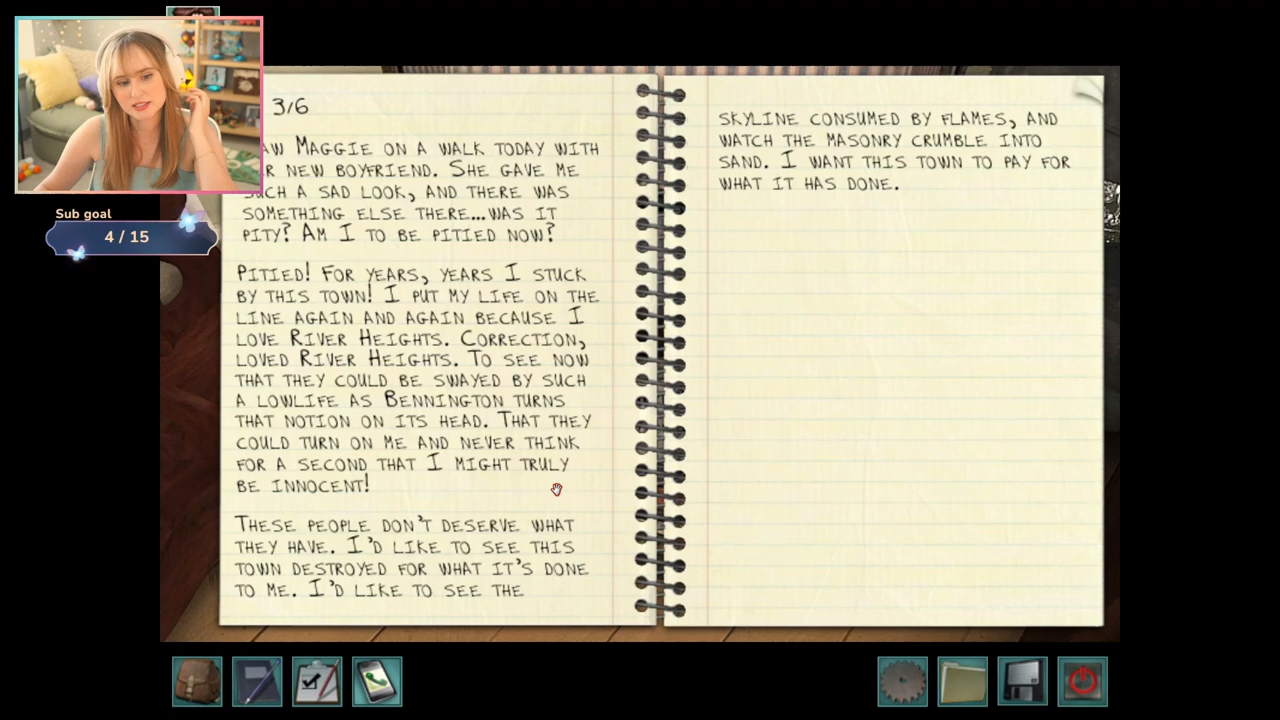 Sub goal
4 / 15
3/6
AW MAGGIE ON A WALK TODAY WITH
R NEW BOYFRIEND. SHE GAVE ME
SUCH A SAD LOOK, AND THERE WAS
SOMETHING ELSE THERE...WAS IT
PITY? AM I TO BE PITIED NOW?
PITIED! FOR YEARS, YEARS I STUCK
BY THIS TOWN! I PUT MY LIFE ON THE
LINE AGAIN AND AGAIN BECAUSE I
LOVE RIVER HEIGHTS. CORRECTION,
LOVED RIVER HEIGHTS. TO SEE NOW
THAT THEY COULD BE SWAYED BY SUCH
A LOWLIFE AS BENNINGTON TURNS
THAT NOTION ON ITS HEAD. THAT THEY
COULD TURN ON ME AND NEVER THINK
FOR A SECOND THAT I MIGHT TRULY
BE INNOCENT!
THESE PEOPLE DON'T DESERVE WHAT
THEY HAVE. I'D LIKE TO SEE THIS
TOWN DESTROYED FOR WHAT IT'S DONE
TO ME. I'D LIKE TO SEE THE
SKYLINE CONSUMED BY FLAMES, AND
WATCH THE MASONRY CRUMBLE INTO
SAND. I WANT THIS TOWN TO PAY FOR
WHAT IT HAS DONE.